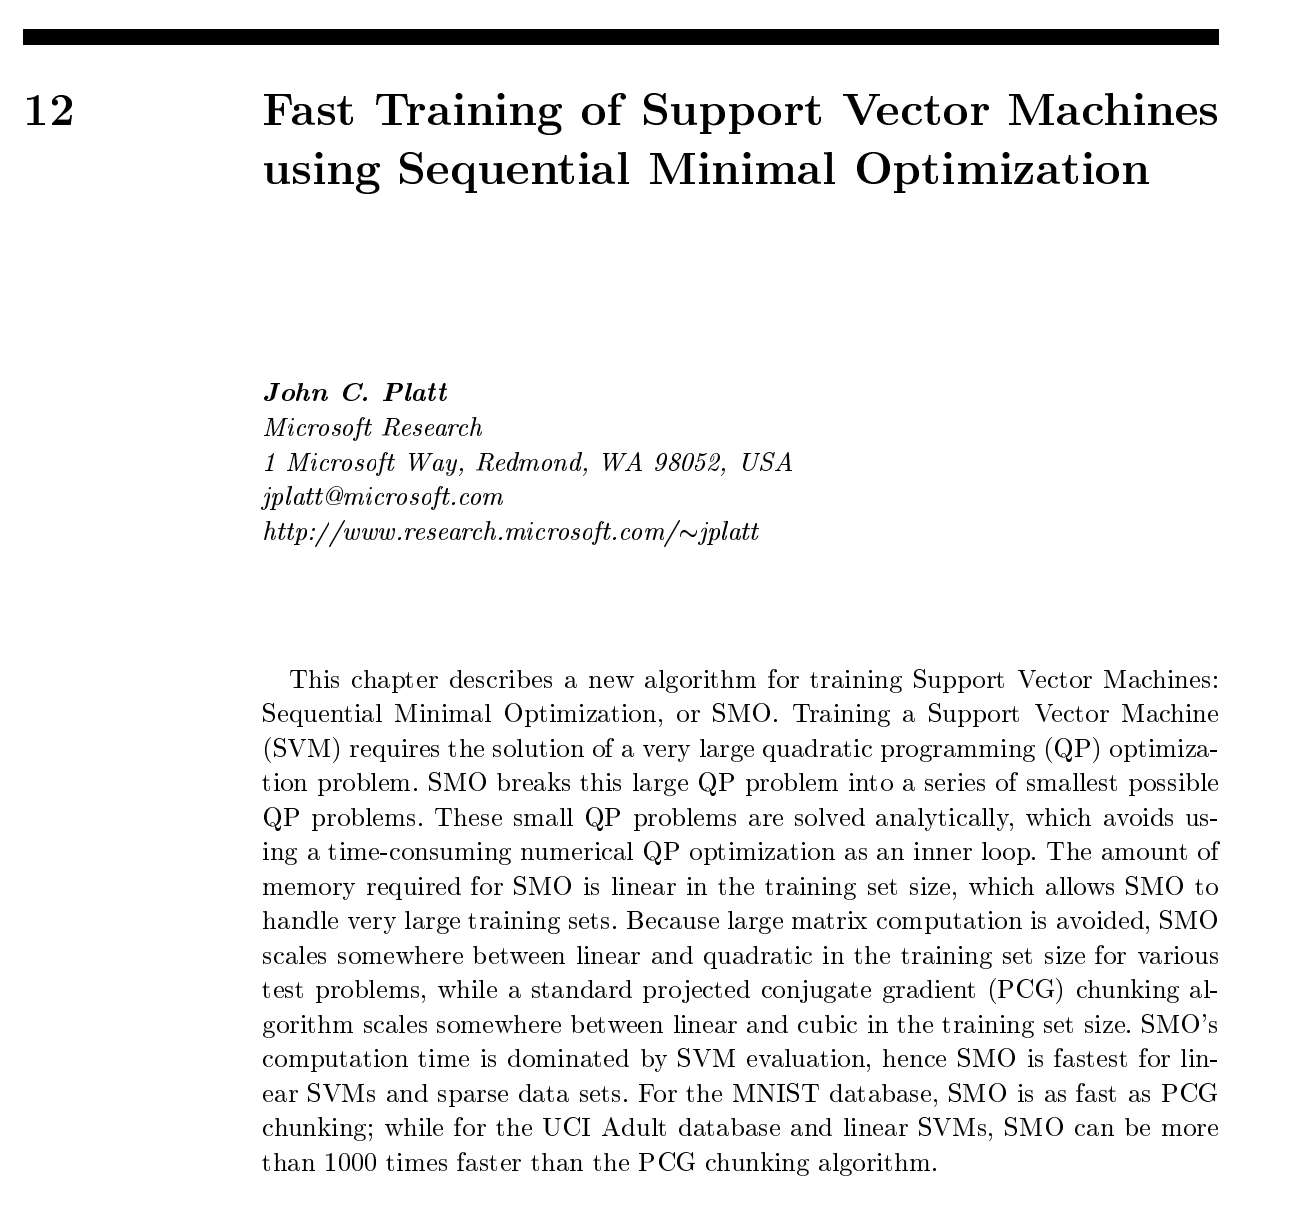 12
Fast Training of Support Vector Machines
using Sequential Minimal Optimization
John C. Platt
Microsoft Research
1 Microsoft Way, Redmond, WA 98052, USA
jplatt@microsoft.com
http://www.research.microsoft.com/∼jplatt
This chapter describes a new algorithm for training Support Vector Machines:
Sequential Minimal Optimization, or SMO. Training a Support Vector Machine
(SVM) requires the solution of a very large quadratic programming (QP) optimiza-
tion problem. SMO breaks this large QP problem into a series of smallest possible
QP problems. These small QP problems are solved analytically, which avoids us-
ing a time-consuming numerical QP optimization as an inner loop. The amount of
memory required for SMO is linear in the training set size, which allows SMO to
handle very large training sets. Because large matrix computation is avoided, SMO
scales somewhere between linear and quadratic in the training set size for various
test problems, while a standard projected conjugate gradient (PCG) chunking al-
gorithm scales somewhere between linear and cubic in the training set size. SMO's
computation time is dominated by SVM evaluation, hence SMO is fastest for lin-
ear SVMs and sparse data sets. For the MNIST database, SMO is as fast as PCG
chunking; while for the UCI Adult database and linear SVMs, SMO can be more
than 1000 times faster than the PCG chunking algorithm.